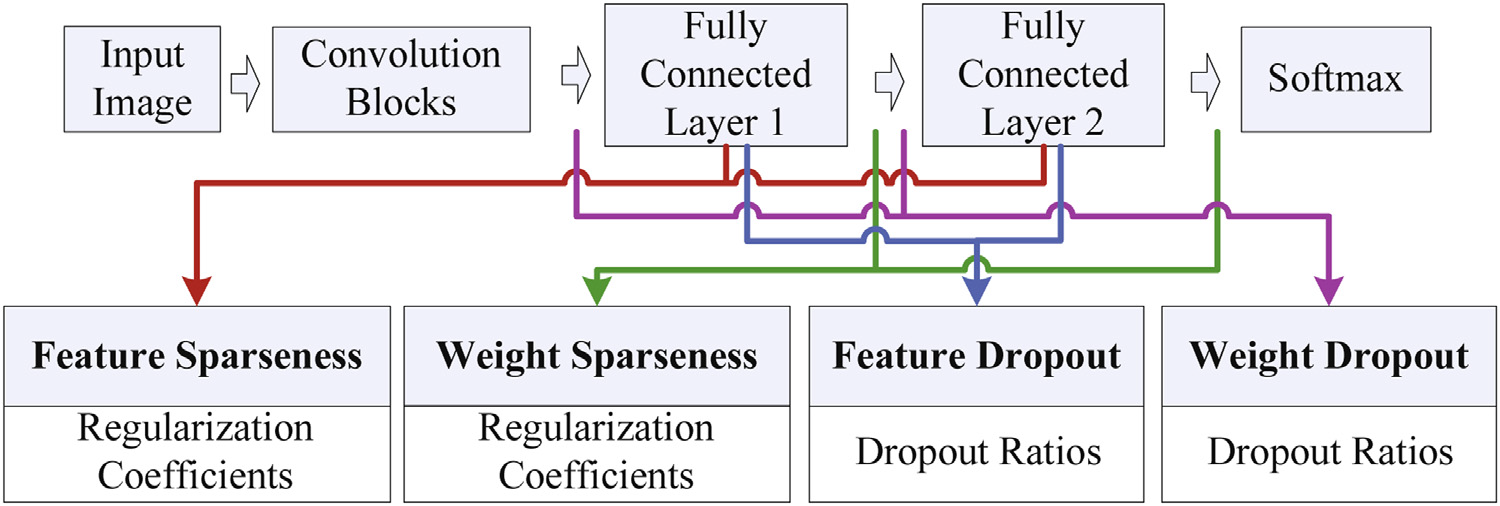 Input
Image
Convolution
Blocks
Fully
Connected
Layer 1
Fully
Connected
Layer 2
Softmax
Feature Sparseness
Regularization
Coefficients
Weight Sparseness
Regularization
Coefficients
Feature Dropout
Dropout Ratios
Weight Dropout
Dropout Ratios